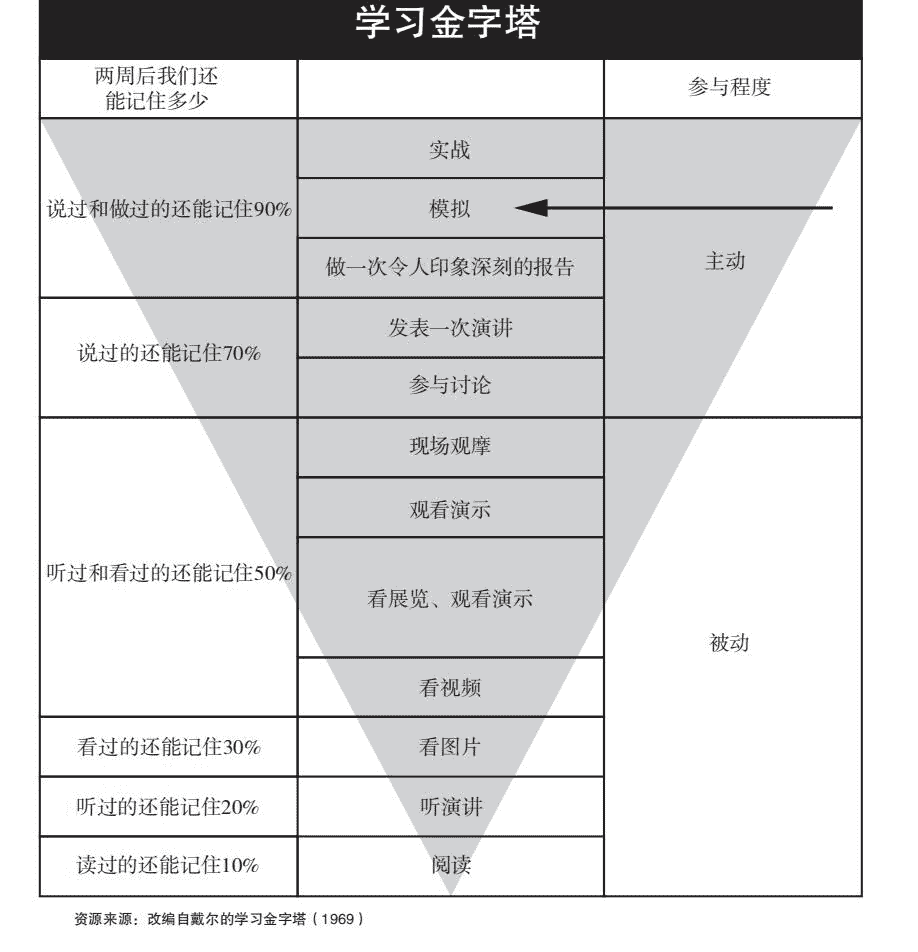 学习金字塔
两周后我们还
能记住多少
参与程度
实战
说过和做过的还能记住90%
模拟
做一次令人印象深刻的报告
主动
发表一次演讲
说过的还能记住70%
参与讨论
现场观摩
观看演示
听过和看过的还能记住50%
看展览、观看演示
被动
看视频
看过的还能记住30%
看图片
听过的还能记住20%
听演讲
读过的还能记住10%
阅读
资源来源：改编自戴尔的学习金字塔（1969）